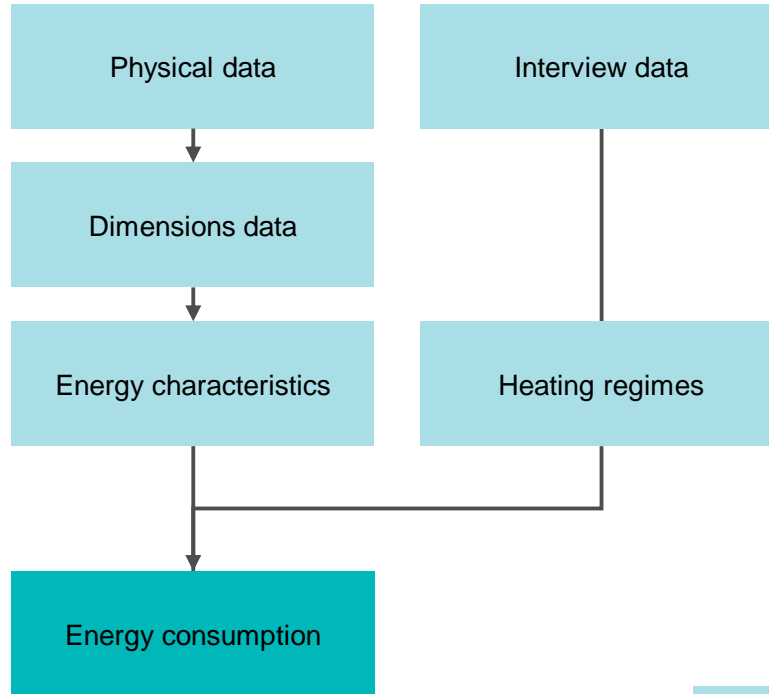 Physical data
Interview data
Dimensions data
Energy characteristics
Heating regimes
Energy consumption